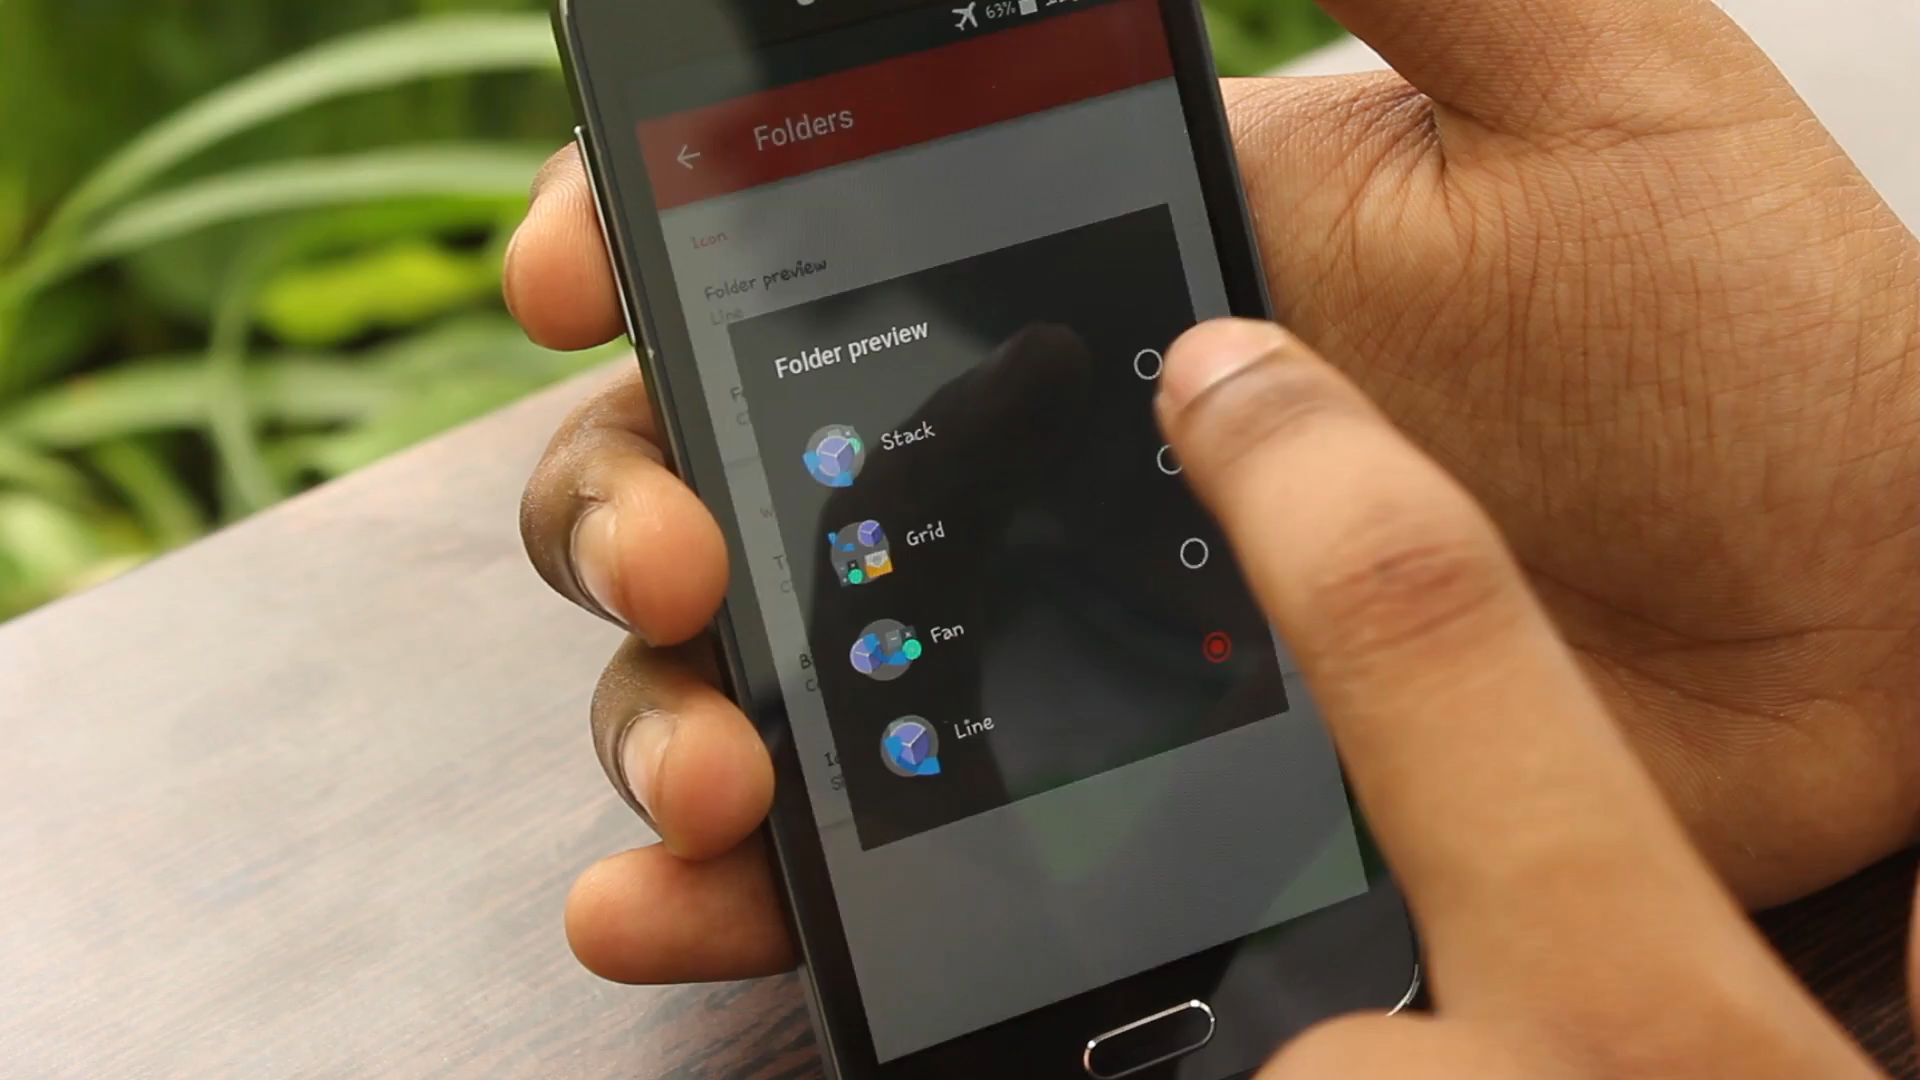 63%
Folders
Icon
Folder preview
Line
Folder preview
Stack
Grid
Fan
Line